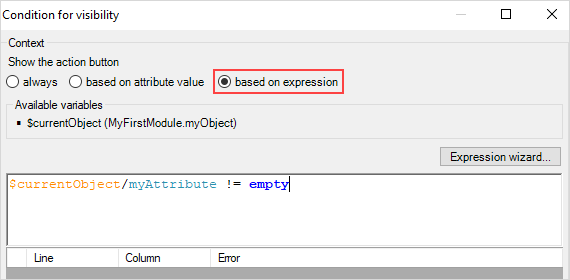 Condition for visibility
Context
Show the action button
always based on attribute value based on expression
Available variables
$currentObject (MyFirstModule.myObject)
Expression wizard...
$currentObject/myAttribute != empty
Line Column Error